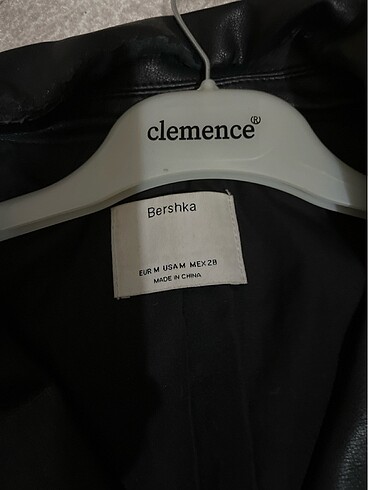 clemence®
Bershka
EUR M USA M MEX 28
MADE IN CHINA